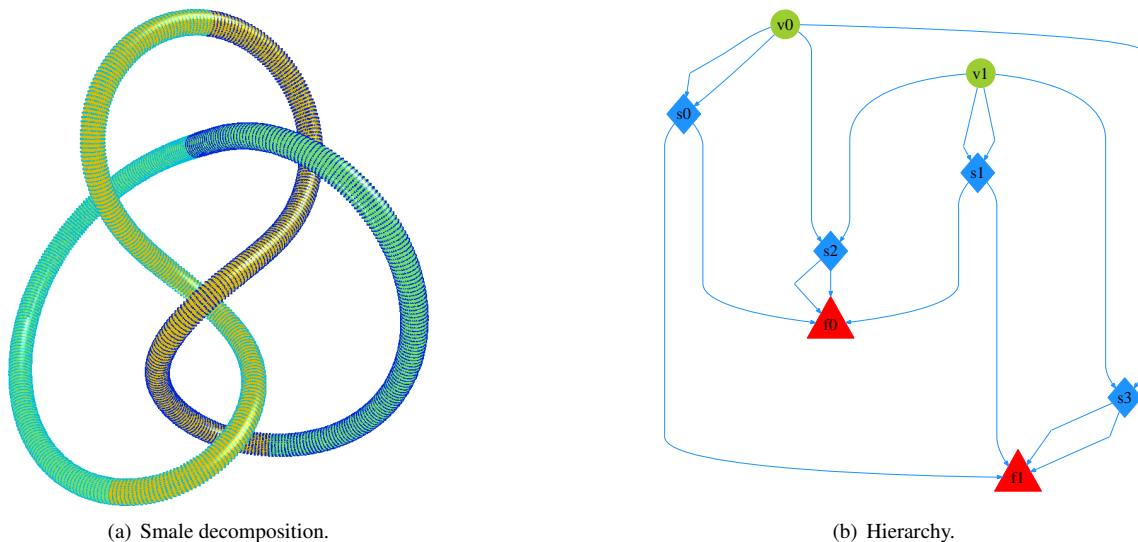 v0
v1
s0
s1
s2
f0
s3
f1
(a) Smale decomposition.
(b) Hierarchy.